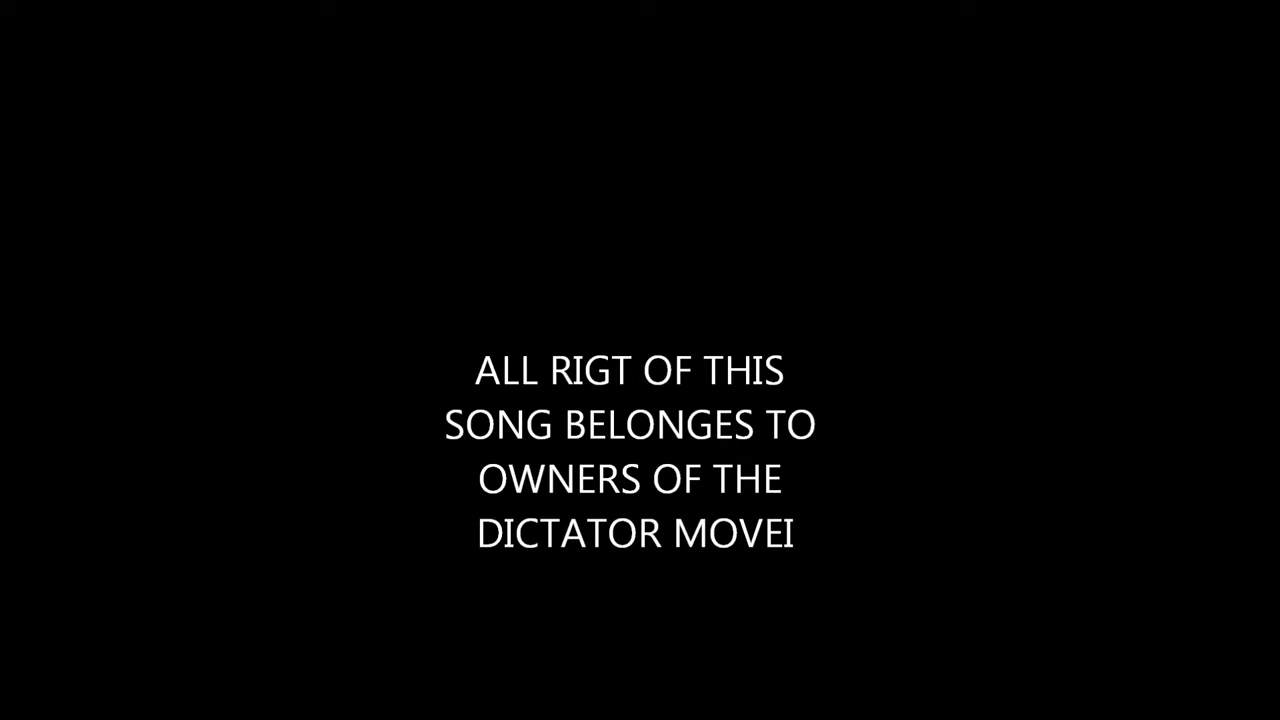 ALL RIGT OF THIS
SONG BELONGES TO
OWNERS OF THE
DICTATOR MOVEI